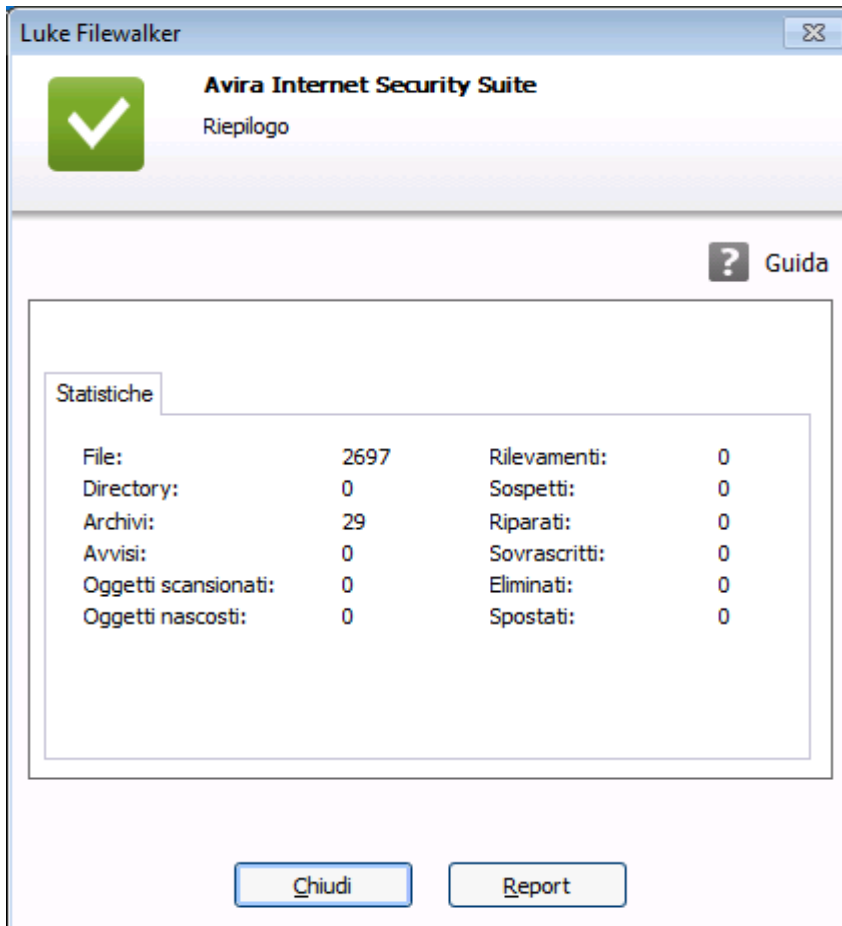 Luke Filewalker
Avira Internet Security Suite
Riepilogo
? Guida
Statistiche
File: 2697 Rilevamenti: 0
Directory: 0 Sospetti: 0
Archivi: 29 Riparati: 0
Avvisi: 0 Sovrascritti: 0
Oggetti scansionati: 0 Eliminati: 0
Oggetti nascosti: 0 Spostati: 0
Chiudi Report